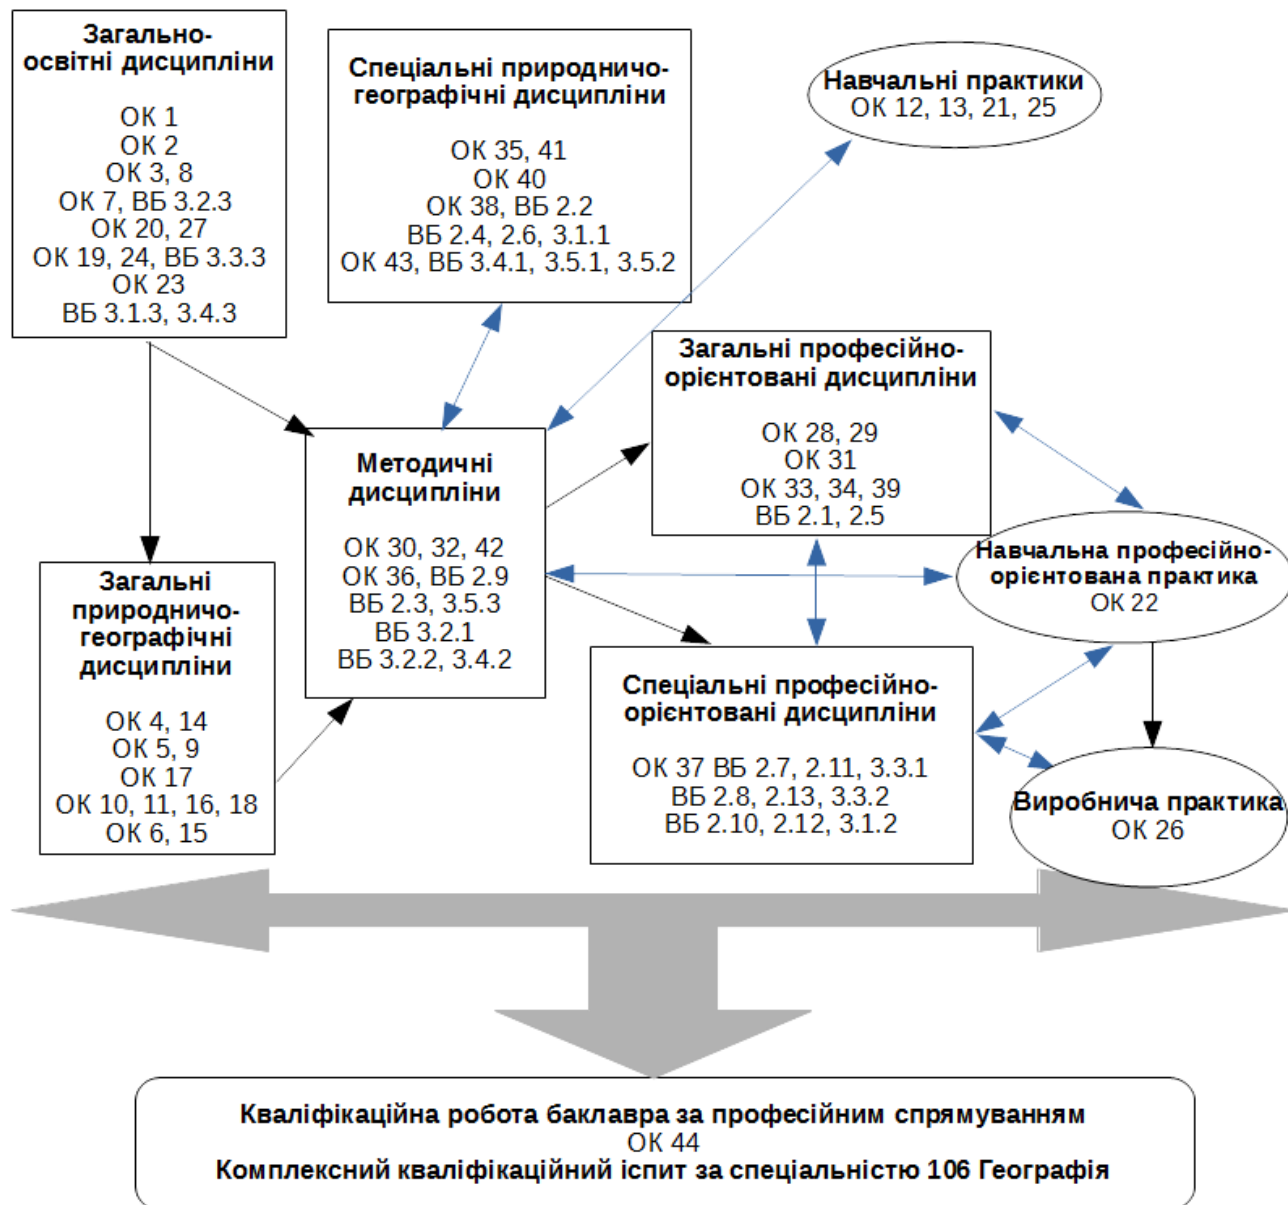 Загально-
освітні дисципліни
ОК 1
ОК 2
ОК 3, 8
ОК 7, ВБ 3.2.3
ОК 20, 27
ОК 19, 24, ВБ 3.3.3
ОК 23
ВБ 3.1.3, 3.4.3
Спеціальні природничо-
географічні дисципліни
ОК 35, 41
ОК 40
ОК 38, ВБ 2.2
ВБ 2.4, 2.6, 3.1.1
ОК 43, ВБ 3.4.1, 3.5.1, 3.5.2
Навчальні практики
ОК 12, 13, 21, 25
Загальні професійно-
орієнтовані дисципліни
ОК 28, 29
ОК 31
ОК 33, 34, 39
ВБ 2.1, 2.5
Методичні
дисципліни
ОК 30, 32, 42
ОК 36, ВБ 2.9
ВБ 2.3, 3.5.3
ВБ 3.2.1
ВБ 3.2.2, 3.4.2
Навчальна професійно-
орієнтована практика
ОК 22
Загальні
природничо-
географічні
дисципліни
ОК 4, 14
ОК 5, 9
ОК 17
ОК 10, 11, 16, 18
ОК 6, 15
Спеціальні професійно-
орієнтовані дисципліни
ОК 37 ВБ 2.7, 2.11, 3.3.1
ВБ 2.8, 2.13, 3.3.2
ВБ 2.10, 2.12, 3.1.2
Виробнича практика
ОК 26
Кваліфікаційна робота баклавра за професійним спрямуванням
ОК 44
Комплексний кваліфікаційний іспит за спеціальністю 106 Географія